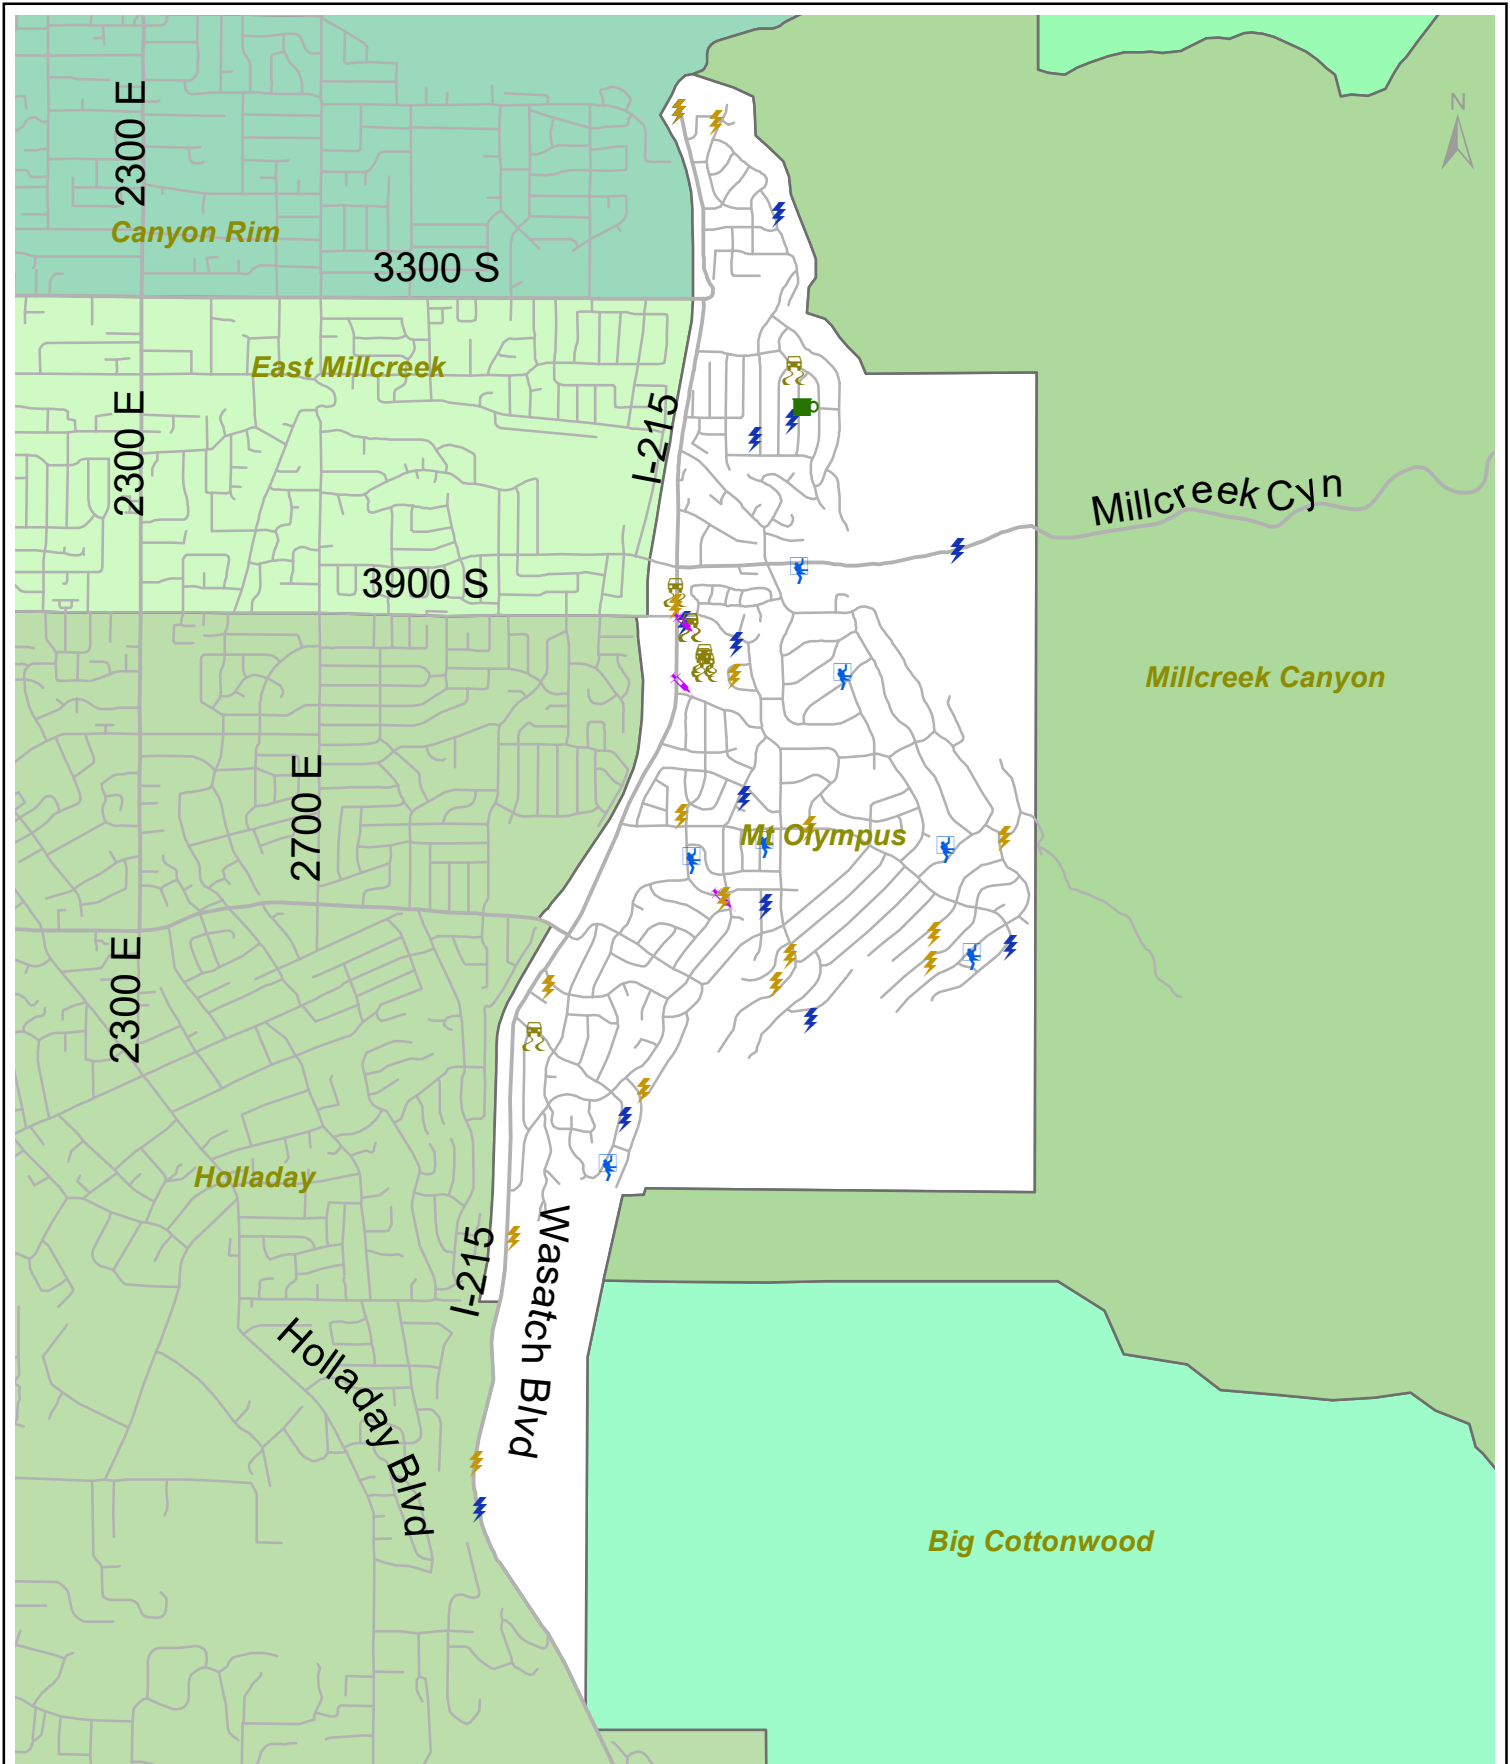 N
2300 E
Canyon Rim
3300 S
East Millcreek
2300 E
I-215
Millcreek Cyn
3900 S
Millcreek Canyon
2700 E
Mt Olympus
2300 E
Holladay
I-215
Wasatch Blvd
Holladay Blvd
Big Cottonwood